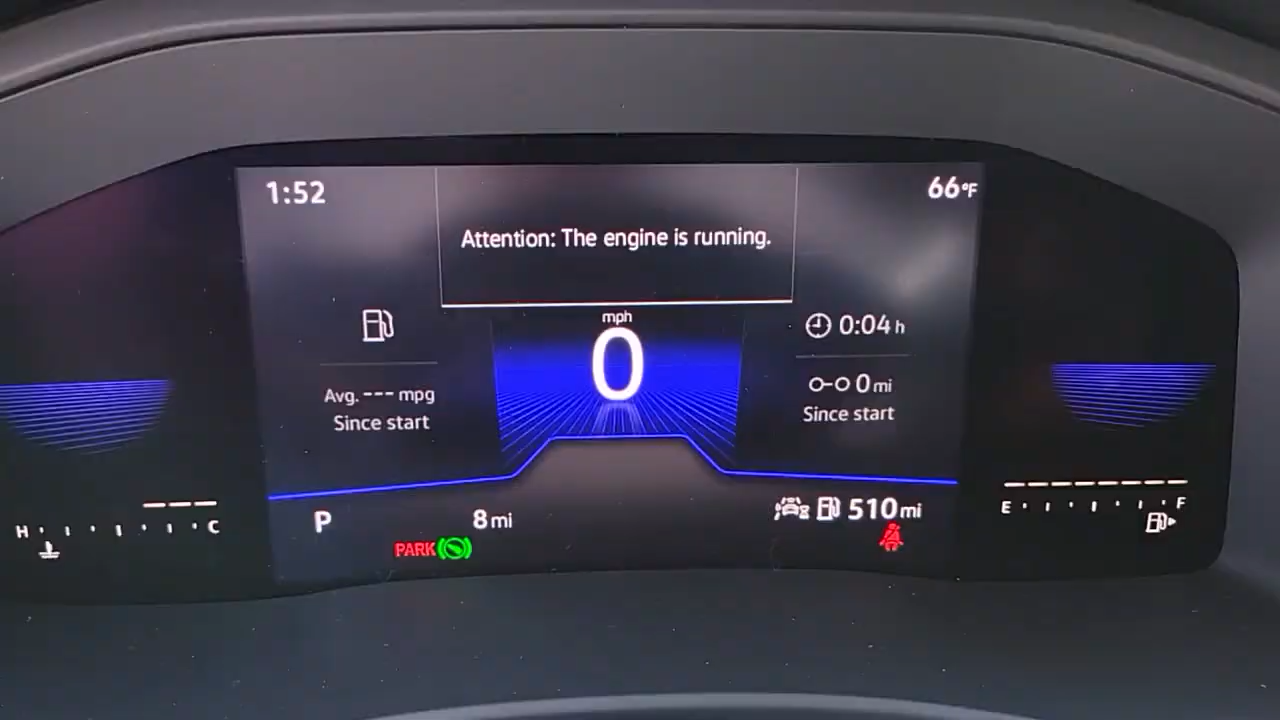 1:52
66°F
Attention: The engine is running.
mph
0
0:04 h
Avg. --- mpg
Since start
0 mi
Since start
H C
E F
P
8 mi
510 mi
PARK